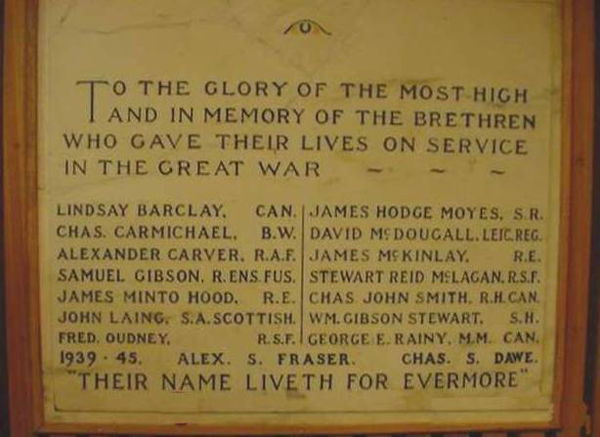 TO THE GLORY OF THE MOST HIGH
AND IN MEMORY OF THE BRETHREN
WHO GAVE THEIR LIVES ON SERVICE
IN THE GREAT WAR ~ ~ ~
LINDSAY BARCLAY, CAN.
CHAS. CARMICHAEL, B.W.
ALEXANDER CARVER, R.A.F.
SAMUEL GIBSON, R.ENS.FUS.
JAMES MINTO HOOD, R.E.
JOHN LAING, S.A.SCOTTISH.
FRED. OUDNEY, R.S.F.
JAMES HODGE MOYES, S.R.
DAVID McDOUGALL, LEIC.REG.
JAMES McKINLAY, R.E.
STEWART REID McLAGAN, R.S.F.
CHAS JOHN SMITH, R.H.CAN.
WM. GIBSON STEWART, S.H.
GEORGE E. RAINY, M.M. CAN.
1939-45. ALEX. S. FRASER. CHAS. S. DAWE.
"THEIR NAME LIVETH FOR EVERMORE"